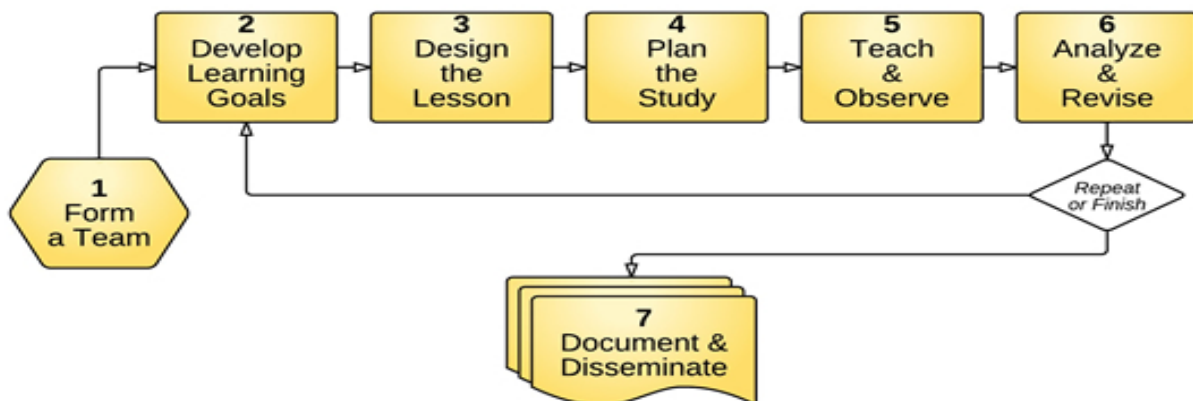 1
Form
a Team
2
Develop
Learning
Goals
3
Design
the
Lesson
4
Plan
the
Study
5
Teach
&
Observe
6
Analyze
&
Revise
Repeat
or Finish
7
Document &
Disseminate